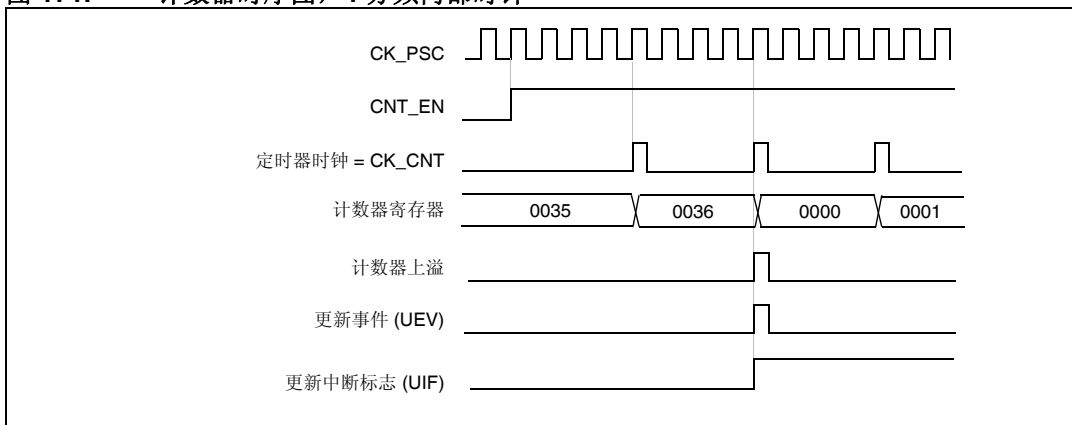 CK_PSC
CNT_EN
定时器时钟 = CK_CNT
计数器寄存器 0035 0036 0000 0001
计数器上溢
更新事件 (UEV)
更新中断标志 (UIF)